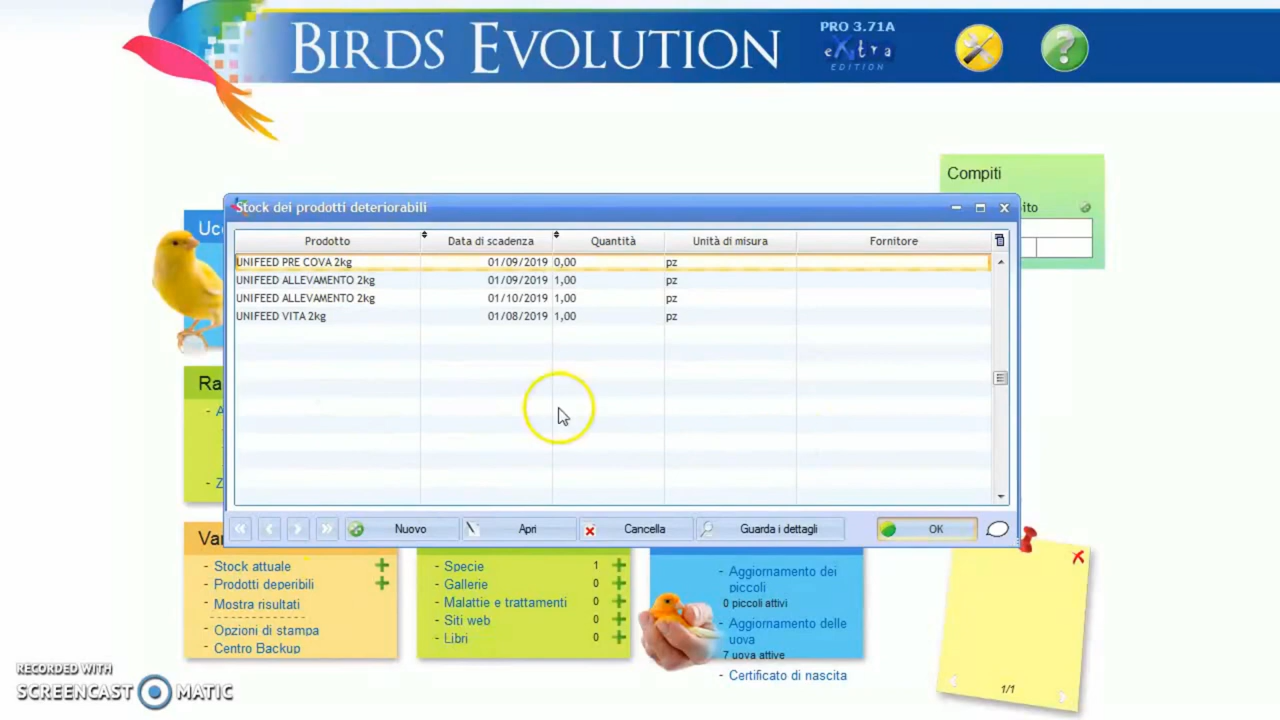 BIRDS EVOLUTION
PRO 3.71A
eXtra
EDITION
Compiti
ito
Uc
Stock dei prodotti deteriorabili
Prodotto Data di scadenza Quantità Unità di misura Fornitore
UNIFEED PRE COVA 2kg 01/09/2019 0,00 pz
UNIFEED ALLEVAMENTO 2kg 01/09/2019 1,00 pz
UNIFEED ALLEVAMENTO 2kg 01/10/2019 1,00 pz
UNIFEED VITA 2kg 01/08/2019 1,00 pz
Ra
- A
- Z
Nuovo Apri Cancella Guarda i dettagli OK
Va
- Stock attuale
- Prodotti deperibili
- Mostra risultati
- Opzioni di stampa
- Centro Backup
- Specie 1
- Gallerie 0
- Malattie e trattamenti 0
- Siti web 0
- Libri 0
- Aggiornamento dei
piccoli
0 piccoli attivi
- Aggiornamento delle
uova
7 uova attive
- Certificato di nascita
1/1
RECORDED WITH
SCREENCAST MATIC